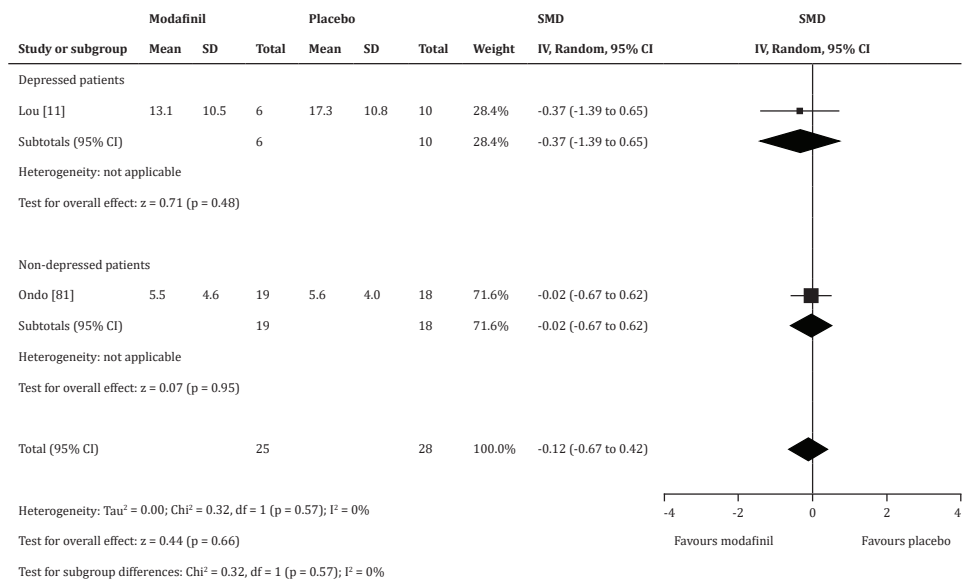 Modafinil Placebo SMD SMD
Study or subgroup Mean SD Total Mean SD Total Weight IV, Random, 95% CI IV, Random, 95% CI
Depressed patients
Lou [11] 13.1 10.5 6 17.3 10.8 10 28.4% -0.37 (-1.39 to 0.65)
Subtotals (95% CI) 6 10 28.4% -0.37 (-1.39 to 0.65)
Heterogeneity: not applicable
Test for overall effect: z = 0.71 (p = 0.48)
Non-depressed patients
Ondo [81] 5.5 4.6 19 5.6 4.0 18 71.6% -0.02 (-0.67 to 0.62)
Subtotals (95% CI) 19 18 71.6% -0.02 (-0.67 to 0.62)
Heterogeneity: not applicable
Test for overall effect: z = 0.07 (p = 0.95)
Total (95% CI) 25 28 100.0% -0.12 (-0.67 to 0.42)
Heterogeneity: Tau² = 0.00; Chi² = 0.32, df = 1 (p = 0.57); I² = 0%
-4 -2 0 2 4
Test for overall effect: z = 0.44 (p = 0.66) Favours modafinil Favours placebo
Test for subgroup differences: Chi² = 0.32, df = 1 (p = 0.57); I² = 0%